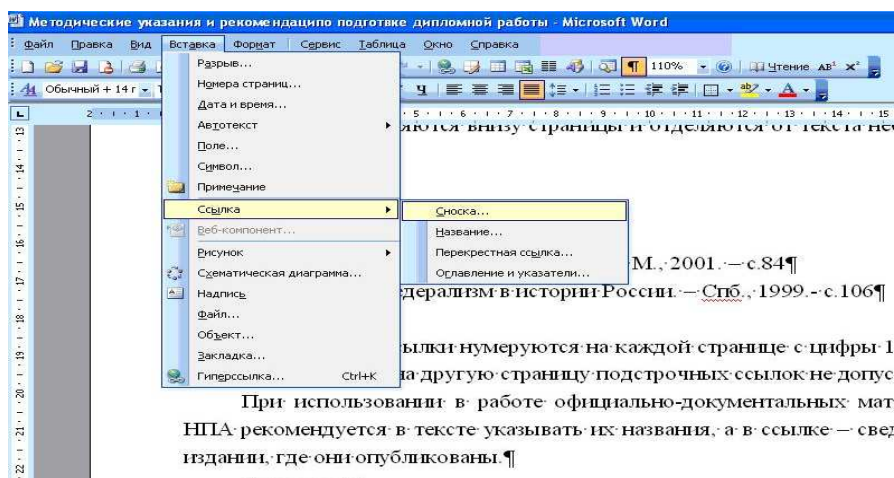 Методические указания и рекомендаципо подготвке дипломной работы - Microsoft Word
Файл Правка Вид Вставка Формат Сервис Таблица Окно Справка
110% Чтение
Обычный + 14 г
Разрыв...
Номера страниц...
Дата и время...
Автотекст
Поле...
Символ...
Примечание
Ссылка
Веб-компонент...
Рисунок
Схематическая диаграмма...
Надпись
Файл...
Объект...
Закладка...
Гиперссылка... Ctrl+K
Сноска...
Название...
Перекрестная ссылка...
Оглавление и указатели...
яются внизу страницы и отделяются от текста
М., 2001. – с.84¶
дерализм в истории России. – Спб., 1999.- с.106¶
ылки нумеруются на каждой странице с цифры 1
на другую страницу подстрочных ссылок не допус
При использовании в работе официально-документальных мат
НПА рекомендуется в тексте указывать их названия, а в ссылке – свед
издании, где они опубликованы.¶